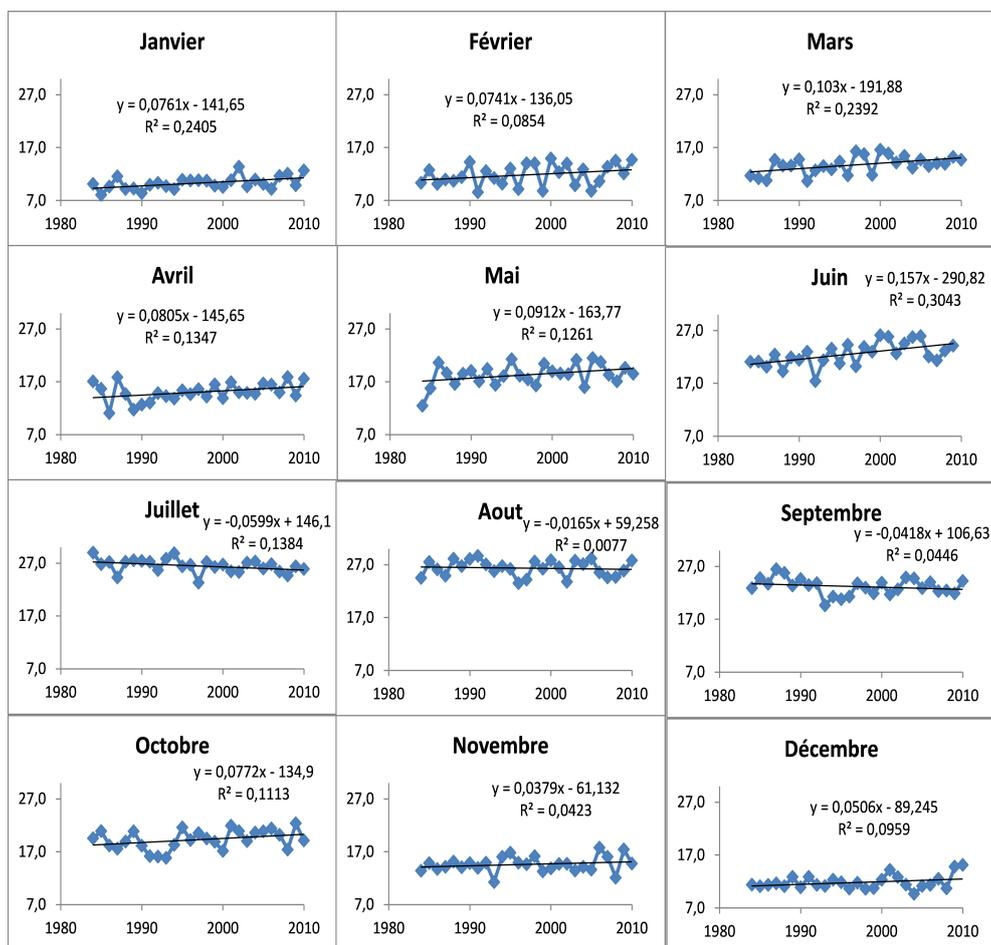 Janvier
y = 0,0761x - 141,65
R² = 0,2405
27,0
17,0
7,0
1980 1990 2000 2010
Février
y = 0,0741x - 136,05
R² = 0,0854
27,0
17,0
7,0
1980 1990 2000 2010
Mars
y = 0,103x - 191,88
R² = 0,2392
27,0
17,0
7,0
1980 1990 2000 2010
Avril
y = 0,0805x - 145,65
R² = 0,1347
27,0
17,0
7,0
1980 1990 2000 2010
Mai
y = 0,0912x - 163,77
R² = 0,1261
27,0
17,0
7,0
1980 1990 2000 2010
Juin
y = 0,157x - 290,82
R² = 0,3043
27,0
17,0
7,0
1980 1990 2000 2010
Juillet
y = -0,0599x + 146,1
R² = 0,1384
27,0
17,0
7,0
1980 1990 2000 2010
Aout
y = -0,0165x + 59,258
R² = 0,0077
27,0
17,0
7,0
1980 1990 2000 2010
Septembre
y = -0,0418x + 106,63
R² = 0,0446
27,0
17,0
7,0
1980 1990 2000 2010
Octobre
y = 0,0772x - 134,9
R² = 0,1113
27,0
17,0
7,0
1980 1990 2000 2010
Novembre
y = 0,0379x - 61,132
R² = 0,0423
27,0
17,0
7,0
1980 1990 2000 2010
Décembre
y = 0,0506x - 89,245
R² = 0,0959
27,0
17,0
7,0
1980 1990 2000 2010